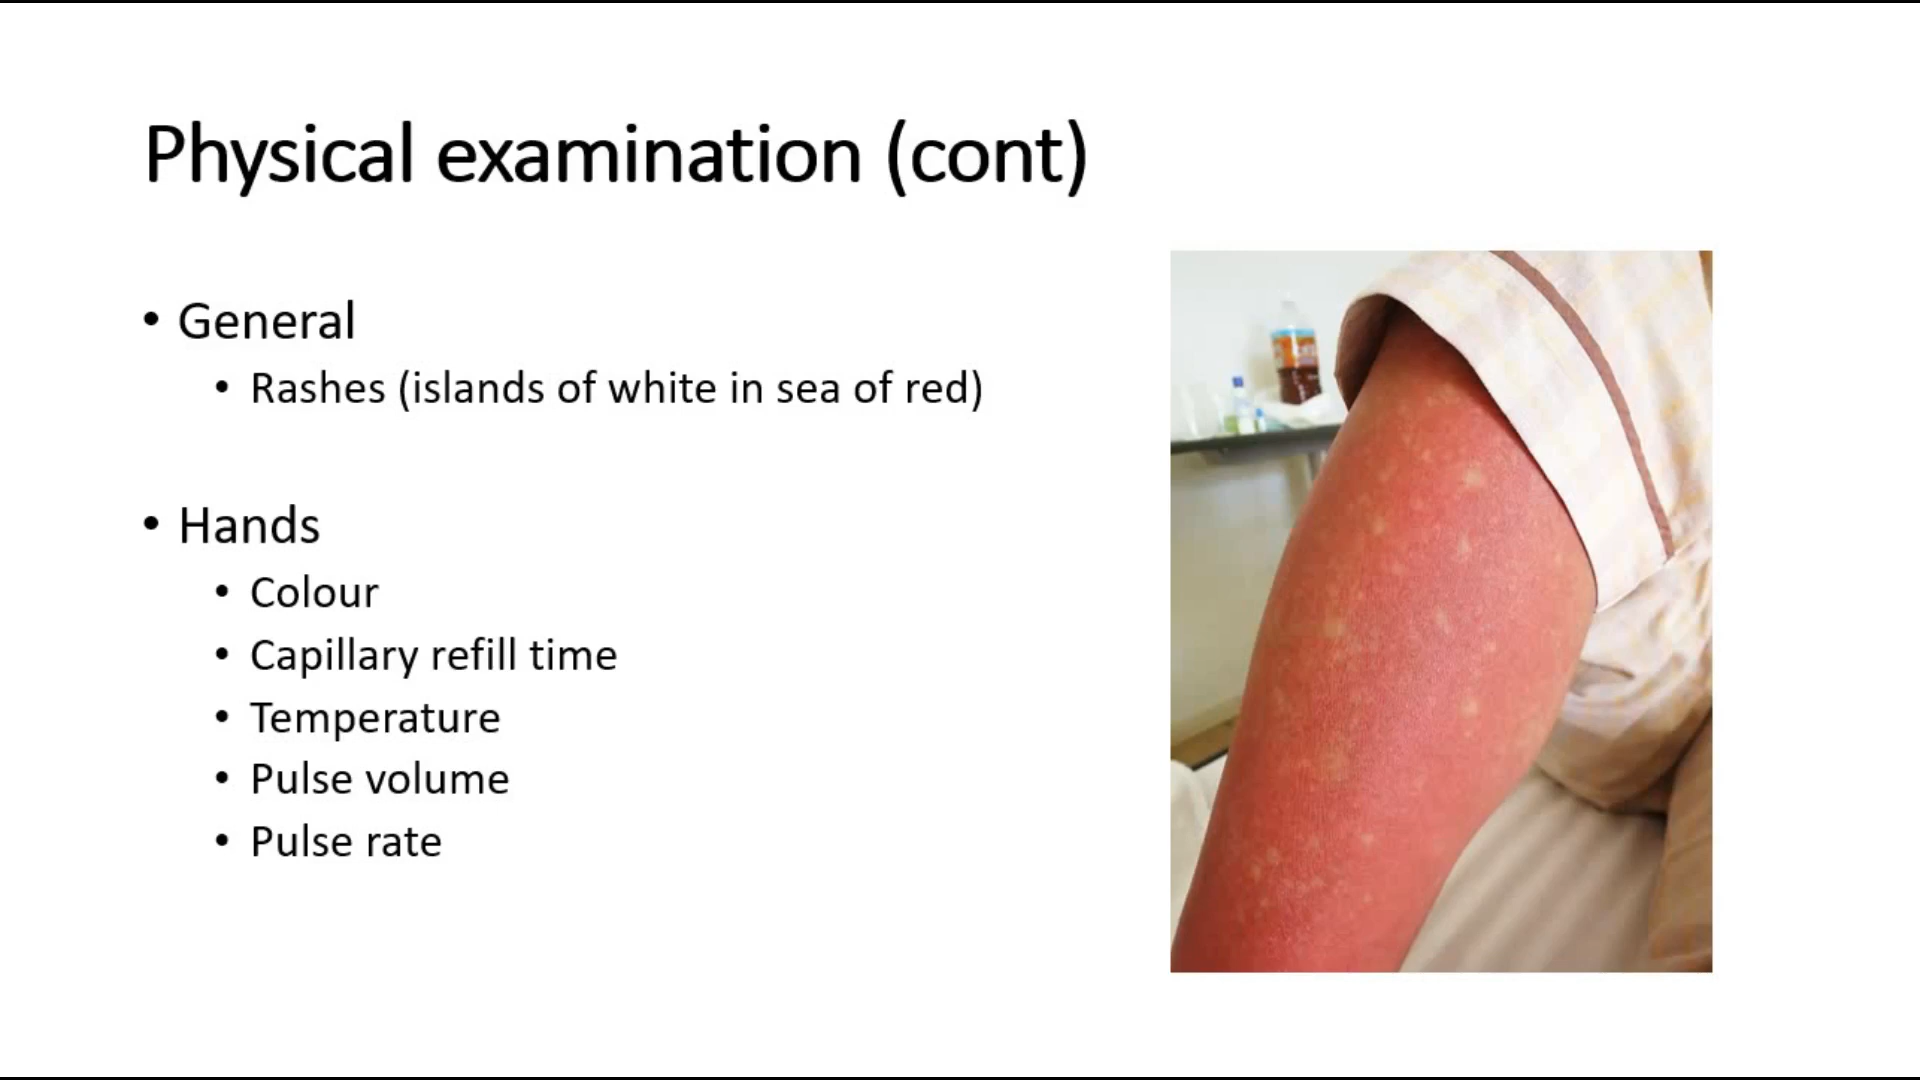 Physical examination (cont)
• General
• Rashes (islands of white in sea of red)
• Hands
• Colour
• Capillary refill time
• Temperature
• Pulse volume
• Pulse rate